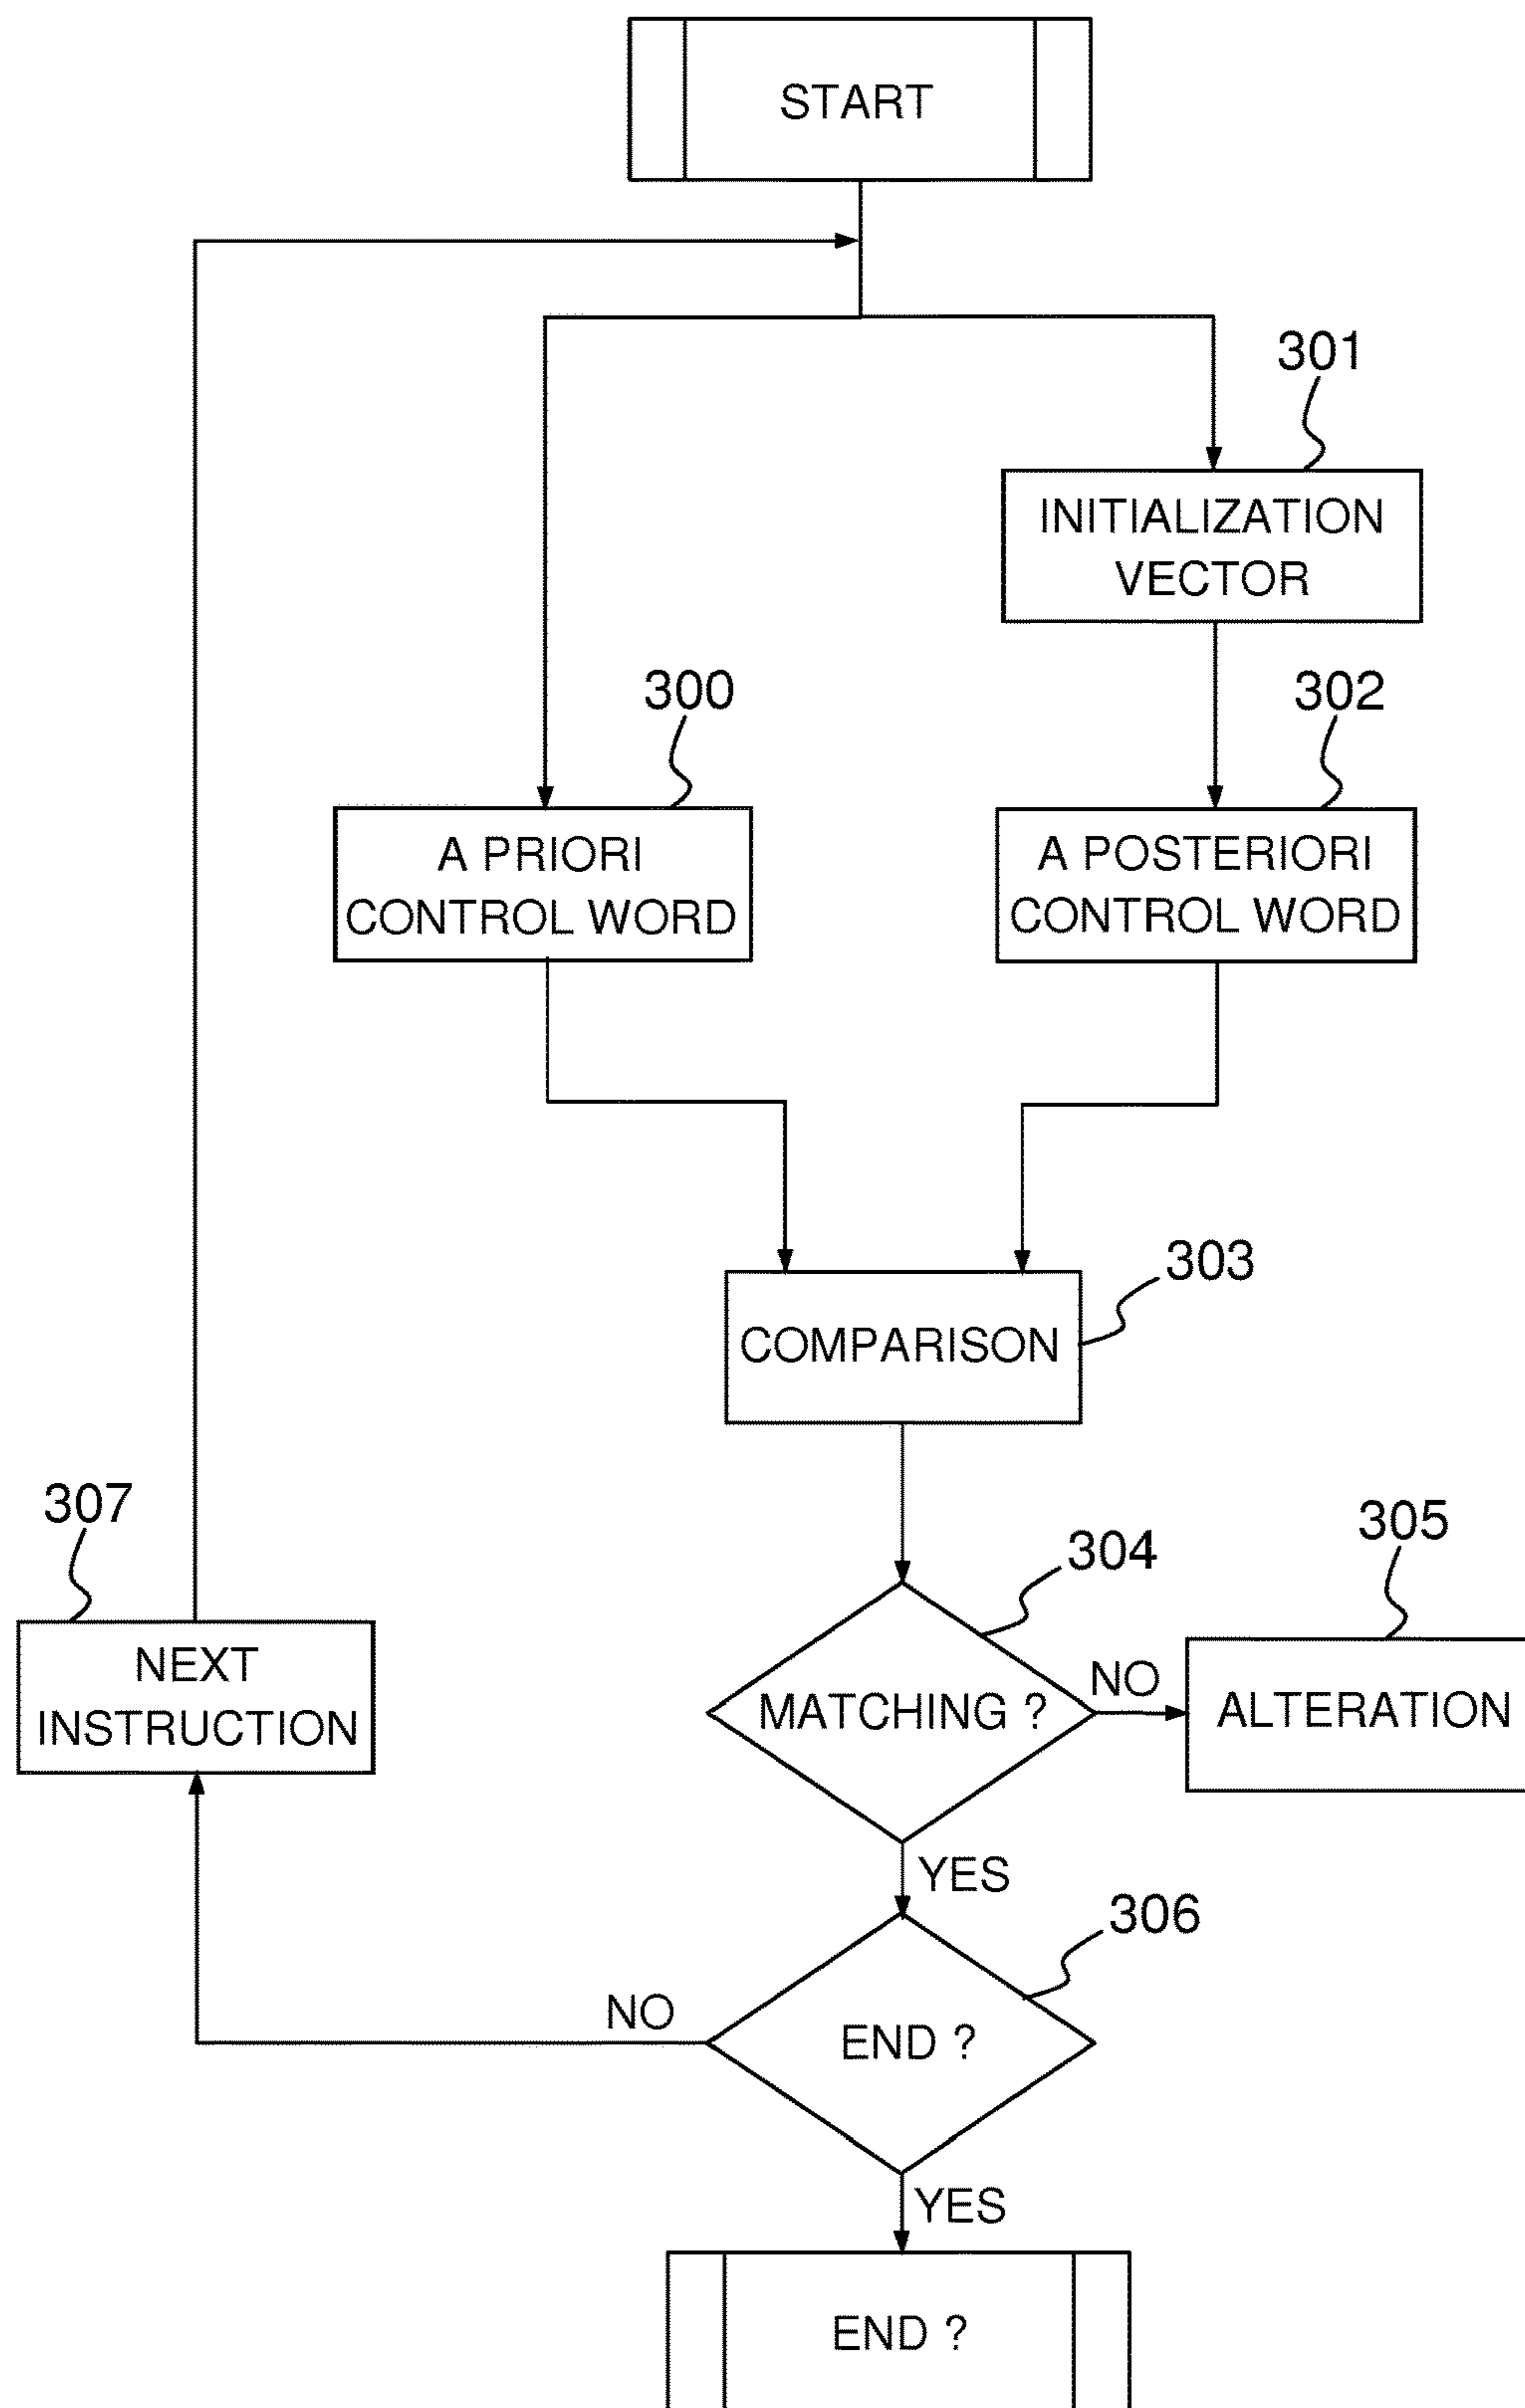 START
301
INITIALIZATION
VECTOR
300
302
A PRIORI
CONTROL WORD
A POSTERIORI
CONTROL WORD
303
COMPARISON
307
304
305
NEXT
INSTRUCTION
MATCHING ?
NO
ALTERATION
YES
306
NO
END ?
YES
END ?